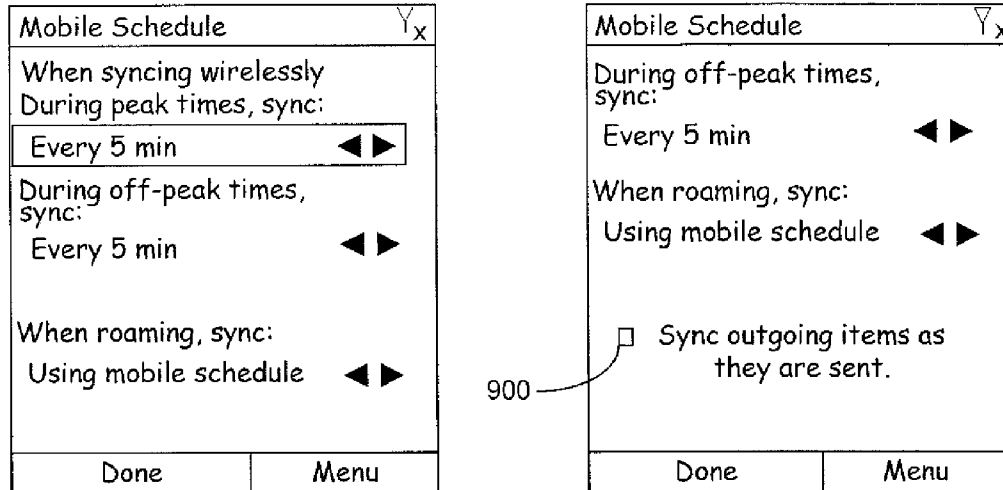 Mobile Schedule
When syncing wirelessly
During peak times, sync:
Every 5 min
During off-peak times,
sync:
Every 5 min
When roaming, sync:
Using mobile schedule
Done Menu
Mobile Schedule
During off-peak times,
sync:
Every 5 min
When roaming, sync:
Using mobile schedule
Sync outgoing items as
they are sent.
900
Done Menu